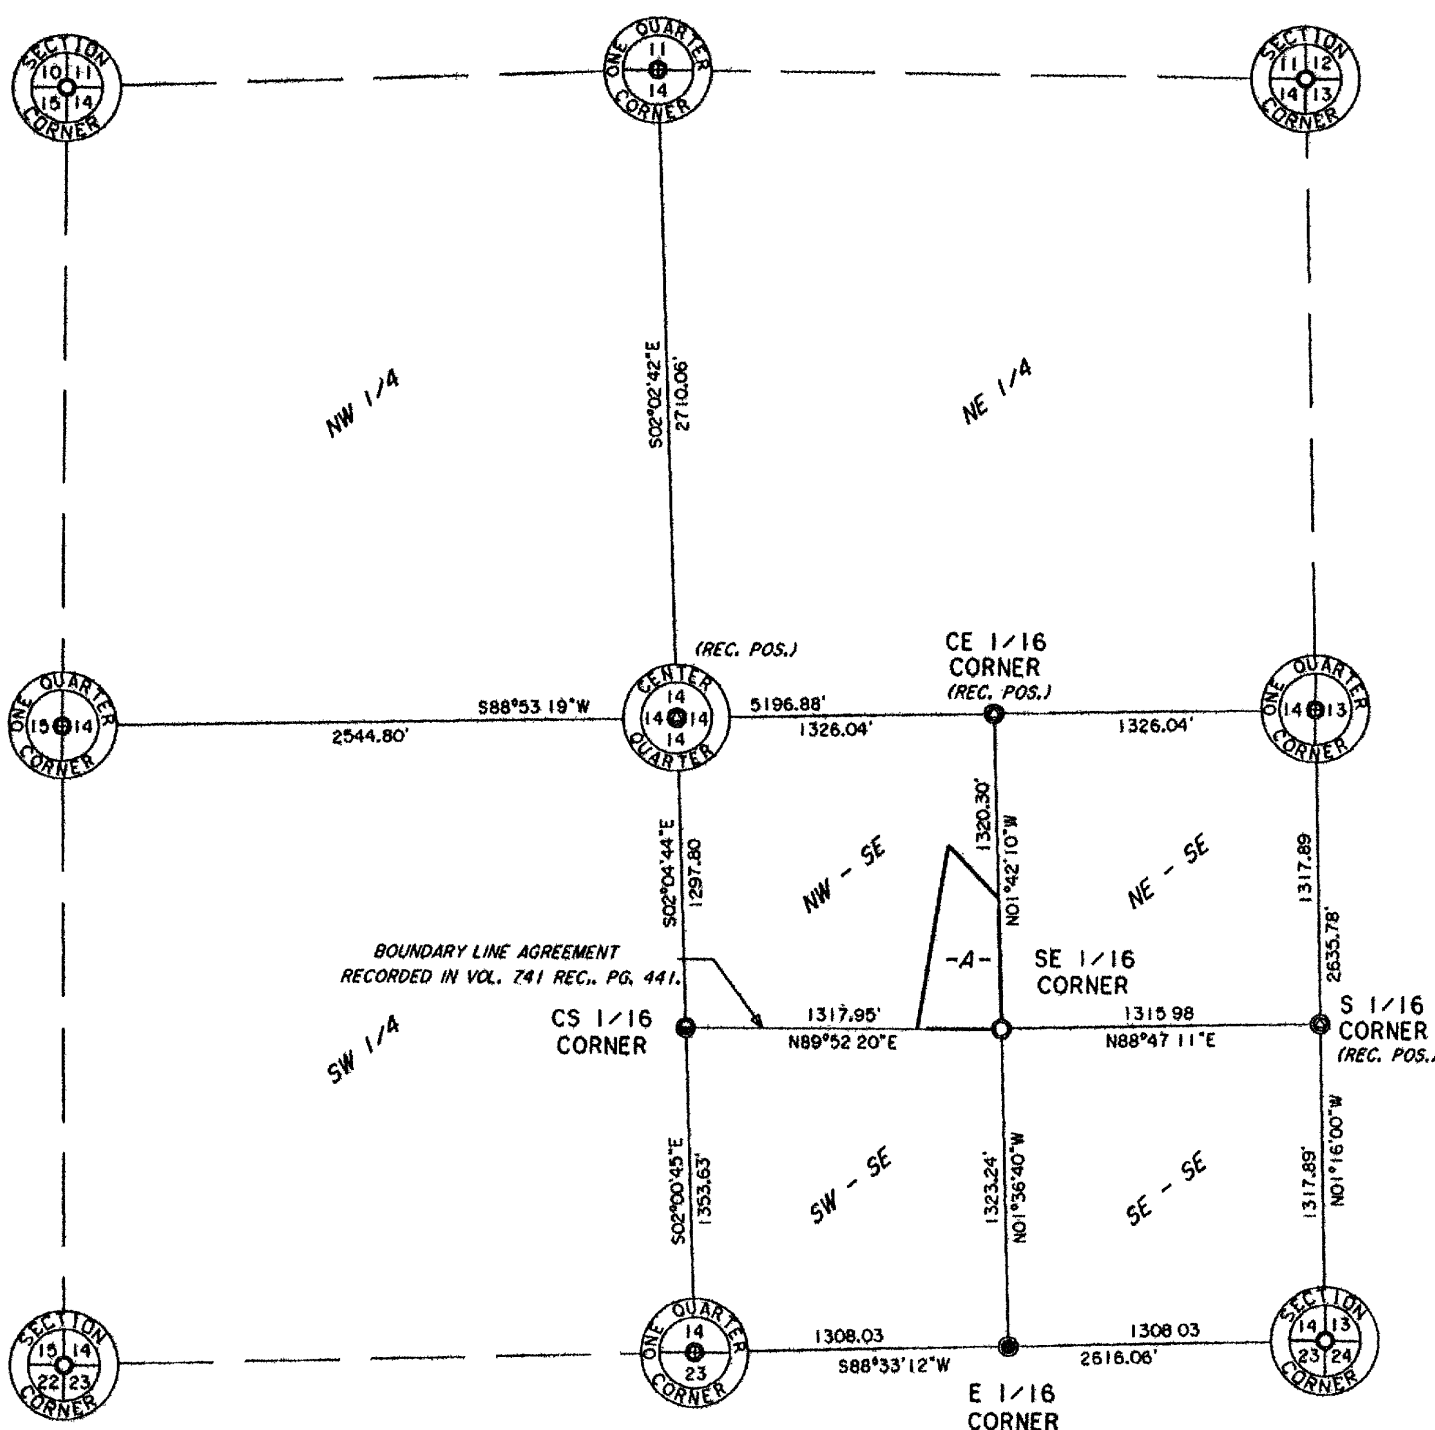 SECTION
10 11
15 14
CORNER
ONE QUARTER
11
14
CORNER
SECTION
11 12
14 13
CORNER
S02°02'42"E
2710.06'
NW 1/4
NE 1/4
(REC. POS.)
CE 1/16
CORNER
(REC. POS.)
ONE QUARTER
15 14
CORNER
S88°53 19"W
2544.80'
CENTER
14
14 14
14
QUARTER
5196.88'
1326.04'
1326.04'
ONE QUARTER
14 13
CORNER
S02°04'44"E
1297.80
NW - SE
1320.30'
N01°42'10"W
NE - SE
1317.89
2635.78'
BOUNDARY LINE AGREEMENT
RECORDED IN VOL. 741 REC., PG. 441.
-A-
SE 1/16
CORNER
CS 1/16
CORNER
1317.95'
N89°52 20"E
1315 98
N88°47 11"E
S 1/16
CORNER
(REC. POS.)
SW 1/4
S02°00'45"E
1353.63'
SW - SE
1323.24'
N01°36'40"W
SE - SE
1317.89'
N01°16'00"W
SECTION
15 14
22 23
CORNER
ONE QUARTER
14
23
CORNER
1308.03
S88°33'12"W
1308 03
2616.06'
SECTION
14 13
23 24
CORNER
E 1/16
CORNER